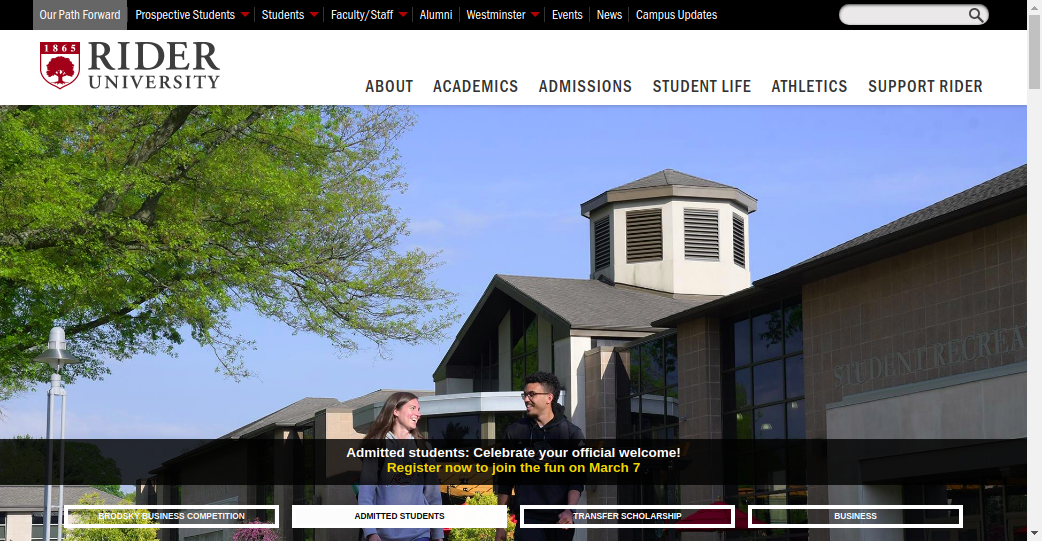 Our Path Forward Prospective Students Students Faculty/Staff Alumni Westminster Events News Campus Updates
1865
RIDER
UNIVERSITY
ABOUT ACADEMICS ADMISSIONS STUDENT LIFE ATHLETICS SUPPORT RIDER
STUDENT RECREA
Admitted students: Celebrate your official welcome!
Register now to join the fun on March 7
BRODSKY BUSINESS COMPETITION ADMITTED STUDENTS TRANSFER SCHOLARSHIP BUSINESS